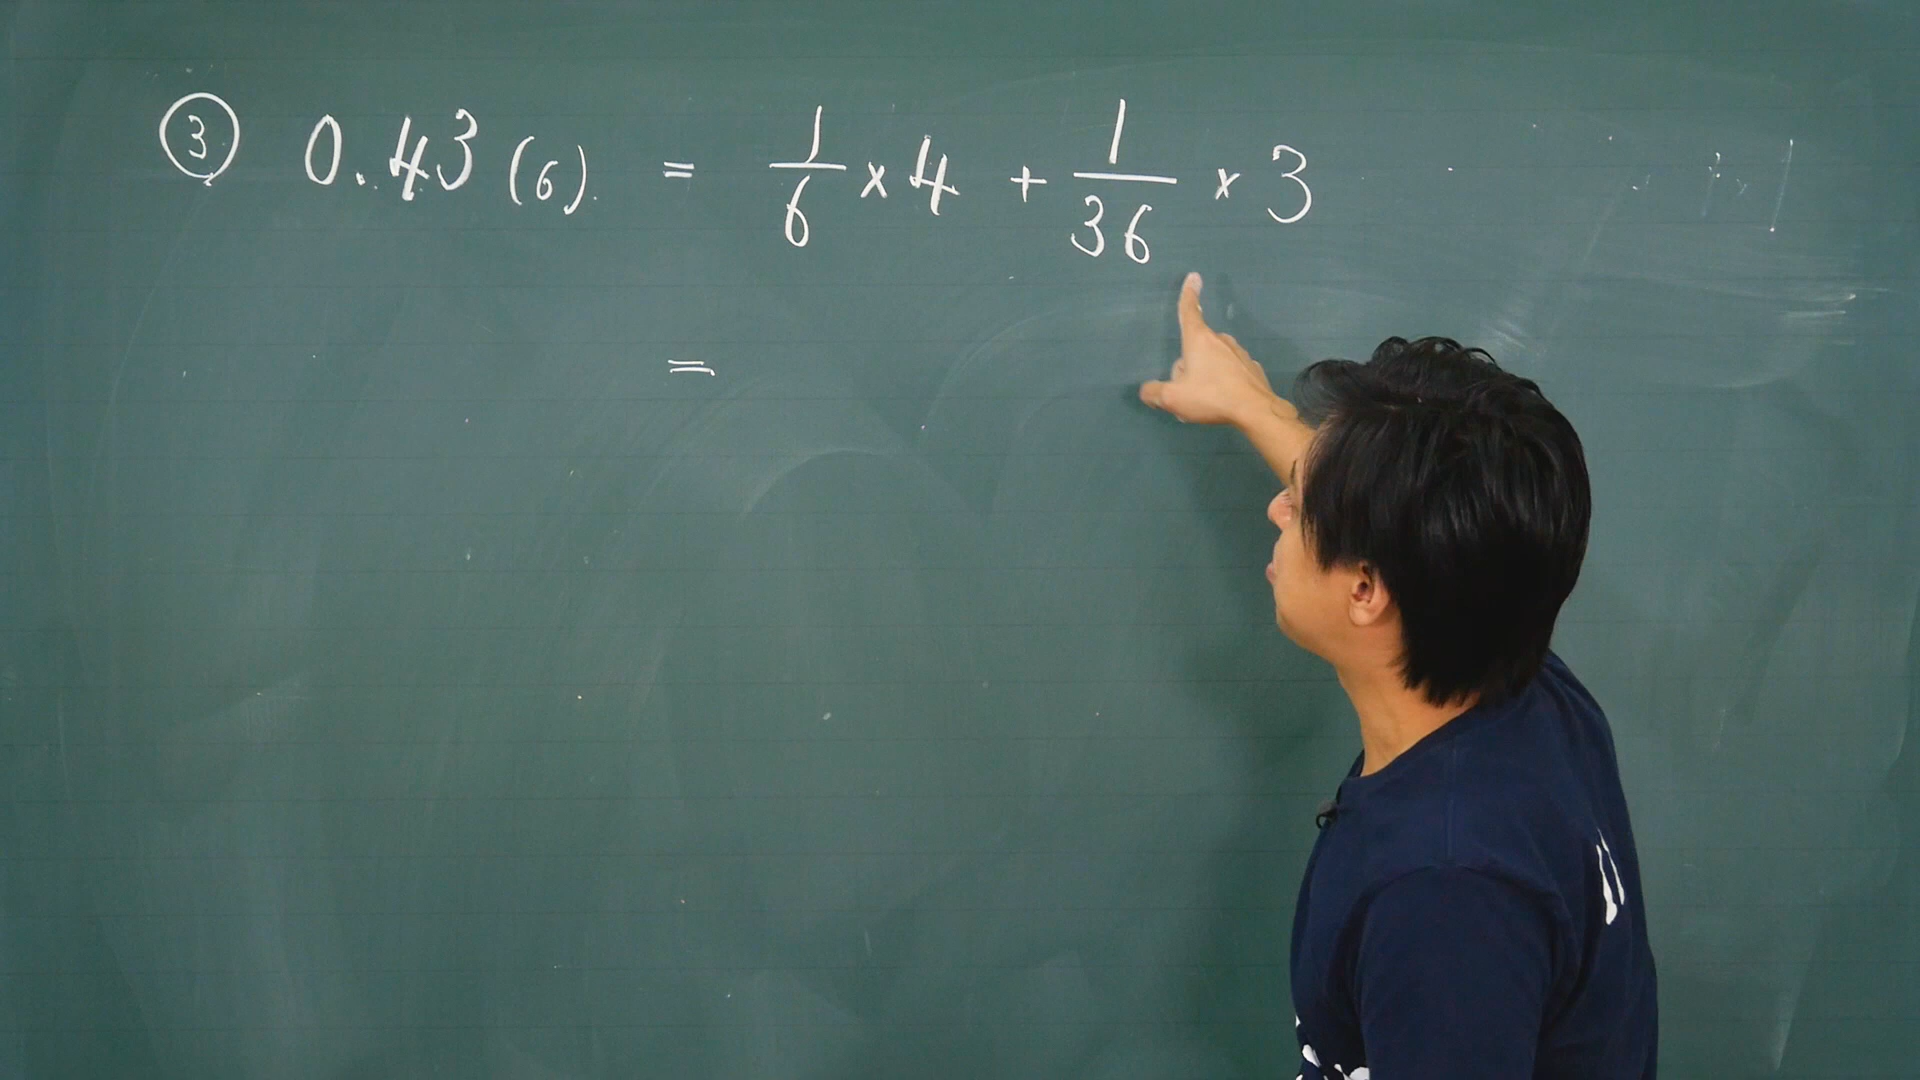 ③ 0.43(6) = 1/6 × 4 + 1/36 × 3
=